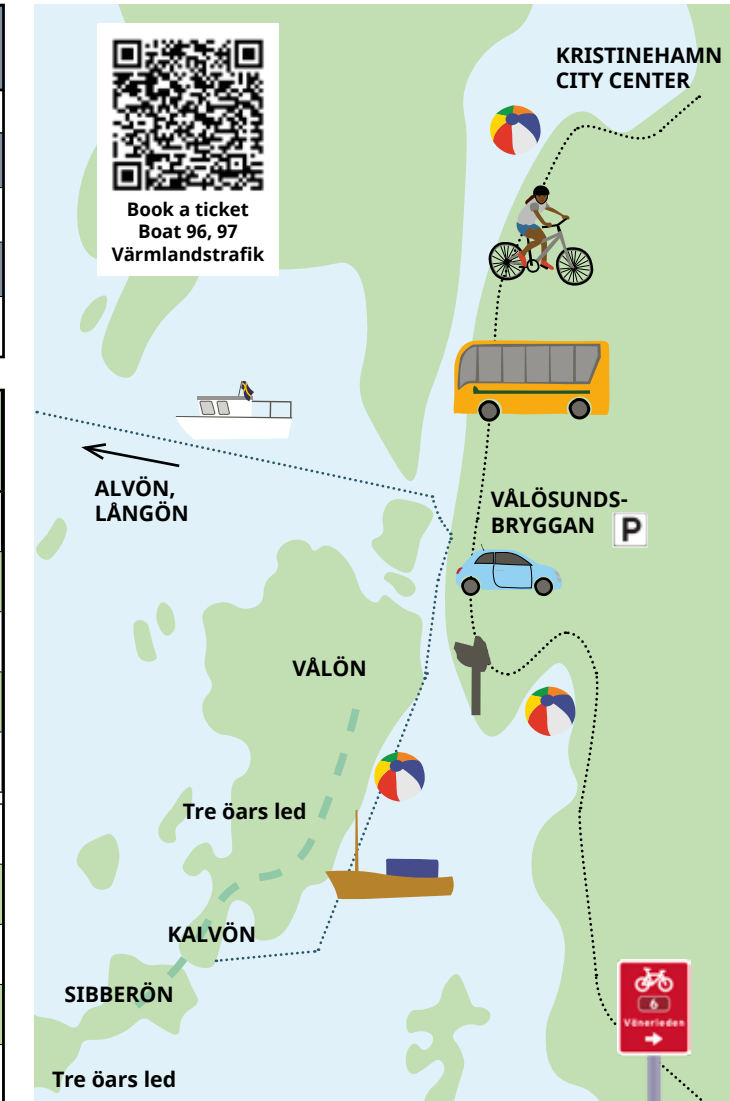 KRISTINEHAMN
CITY CENTER
Book a ticket
Boat 96, 97
Värmlandstrafik
ALVÖN,
LÅNGÖN
VÅLÖSUNDS-
BRYGGAN
P
VÅLÖN
Tre öars led
KALVÖN
SIBBERÖN
6
Vänerleden
Tre öars led